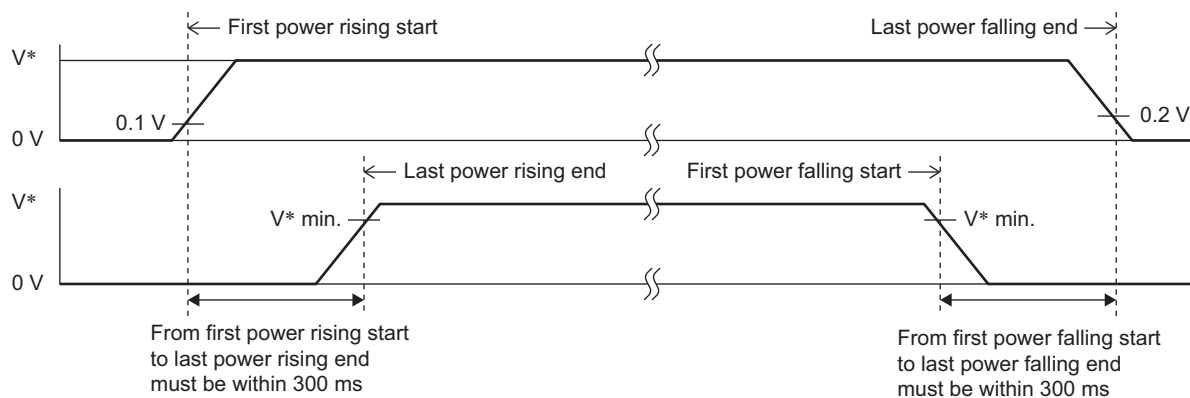 First power rising start
Last power falling end
V*
0.1 V
0.2 V
0 V
Last power rising end
First power falling start
V*
V* min.
V* min.
0 V
From first power rising start
to last power rising end
must be within 300 ms
From first power falling start
to last power falling end
must be within 300 ms